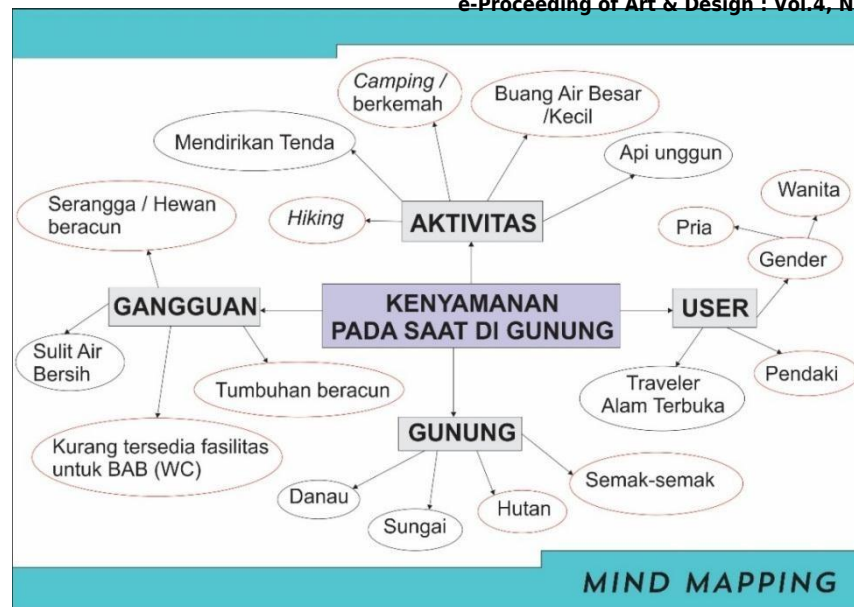 e-Proceeding of Art & Design : Vol.4, N
Camping /
berkemah
Buang Air Besar
/Kecil
Mendirikan Tenda
Api unggun
Serangga / Hewan
beracun
Hiking
AKTIVITAS
Wanita
Pria
Gender
GANGGUAN
KENYAMANAN
PADA SAAT DI GUNUNG
USER
Sulit Air
Bersih
Tumbuhan beracun
Traveler
Alam Terbuka
Pendaki
Kurang tersedia fasilitas
untuk BAB (WC)
GUNUNG
Danau
Sungai
Hutan
Semak-semak
MIND MAPPING